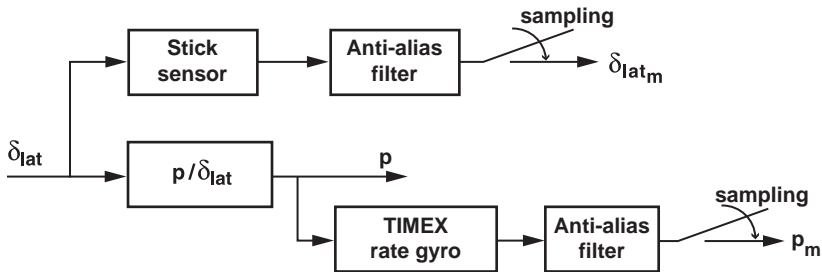 sampling
Stick
sensor
Anti-alias
filter
δlatm
δlat
p/δlat
p
TIMEX
rate gyro
Anti-alias
filter
sampling
pm